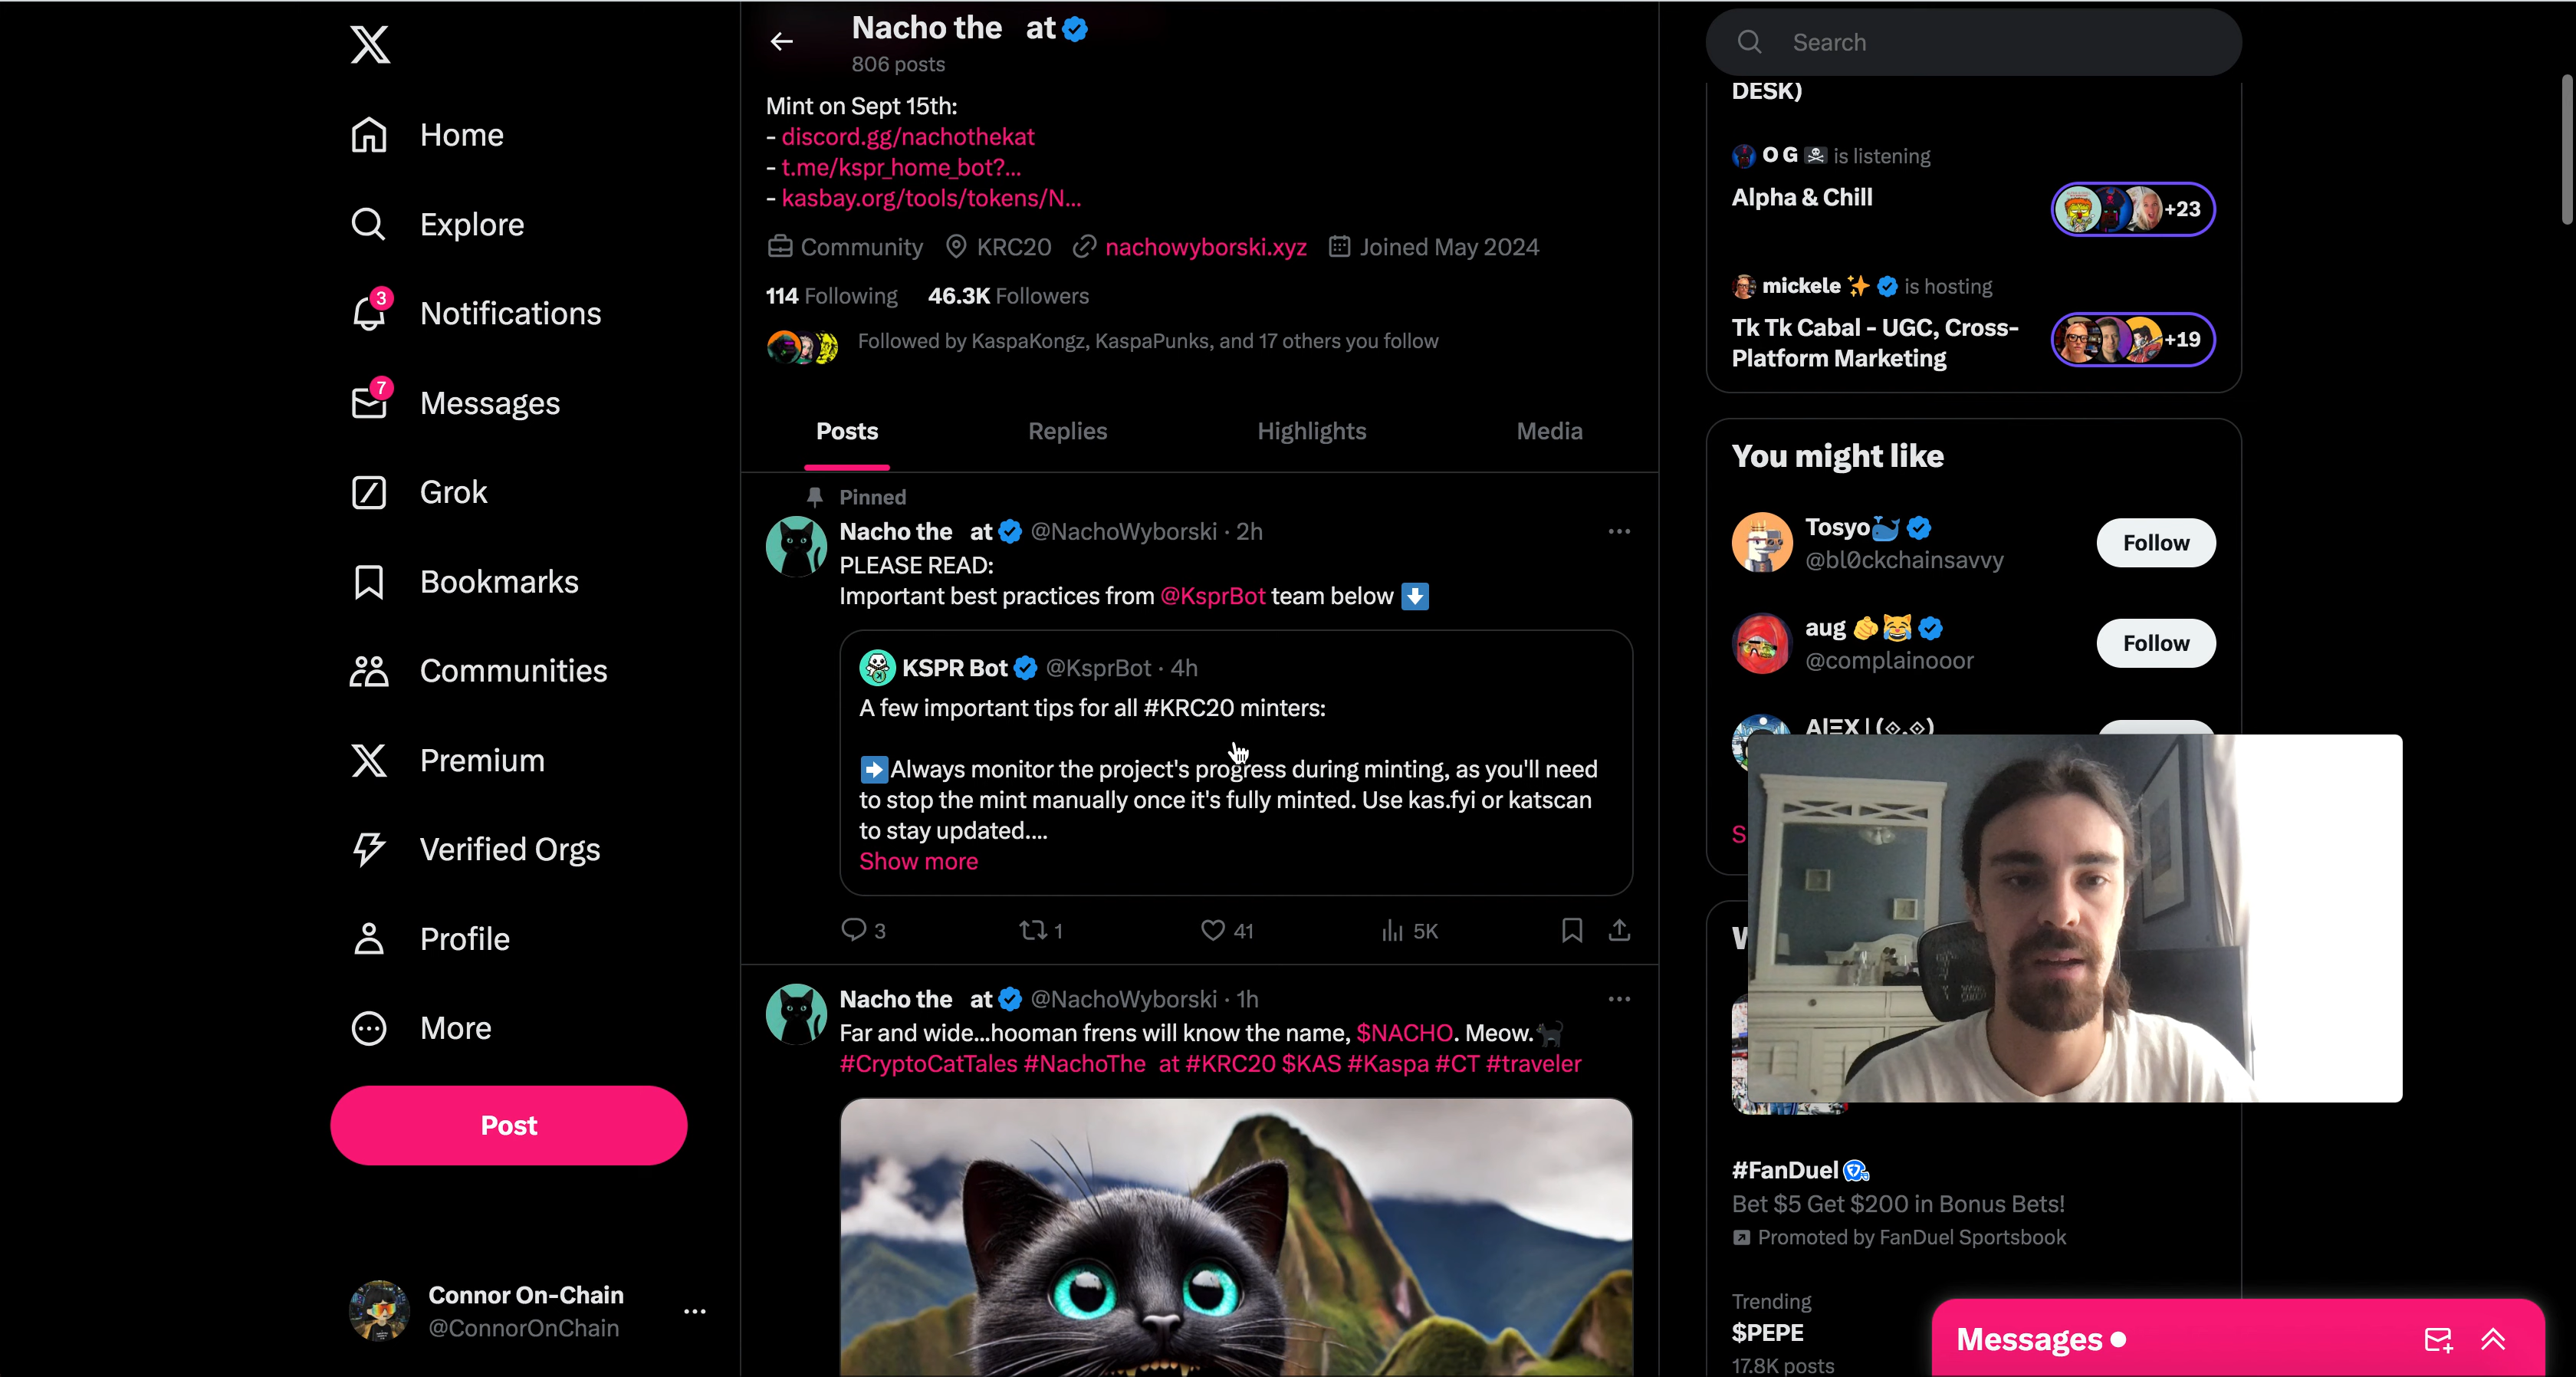 Home
Explore
3
Notifications
7
Messages
Grok
Bookmarks
Communities
Premium
Verified Orgs
Profile
More
Post
Connor On-Chain
@ConnorOnChain
Nacho the at
806 posts
Mint on Sept 15th:
- discord.gg/nachothekat
- t.me/kspr_home_bot?...
- kasbay.org/tools/tokens/N...
Community KRC20 nachowyborski.xyz Joined May 2024
114 Following 46.3K Followers
Followed by KaspaKongz, KaspaPunks, and 17 others you follow
Posts Replies Highlights Media
Pinned
Nacho the at @NachoWyborski · 2h
PLEASE READ:
Important best practices from @KsprBot team below ⬇️
KSPR Bot @KsprBot · 4h
A few important tips for all #KRC20 minters:
➡️Always monitor the project's progress during minting, as you'll need
to stop the mint manually once it's fully minted. Use kas.fyi or katscan
to stay updated....
Show more
3 1 41 5K
Nacho the at @NachoWyborski · 1h
Far and wide...hooman frens will know the name, $NACHO. Meow.🐈‍⬛
#CryptoCatTales #NachoThe at #KRC20 $KAS #Kaspa #CT #traveler
Search
DESK)
O G ☠ is listening
Alpha & Chill
+23
mickele ✨ is hosting
Tk Tk Cabal - UGC, Cross-
Platform Marketing
+19
You might like
Tosyo🐳
@bl0ckchainsavvy
Follow
aug 🫵😹
@complainooor
Follow
#FanDuel
Bet $5 Get $200 in Bonus Bets!
Promoted by FanDuel Sportsbook
Trending
$PEPE
17.8K posts
Messages